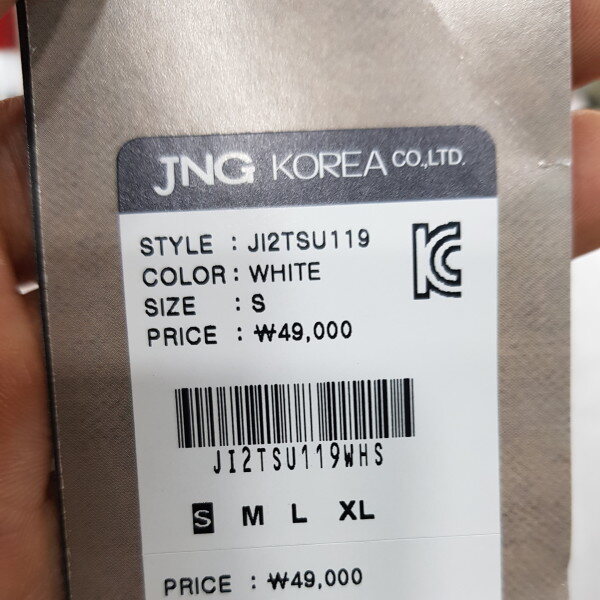 JNG KOREA CO.,LTD.
STYLE : JI2TSU119
COLOR : WHITE
SIZE : S
PRICE : ₩49,000
JI2TSU119WHS
S M L XL
PRICE : ₩49,000